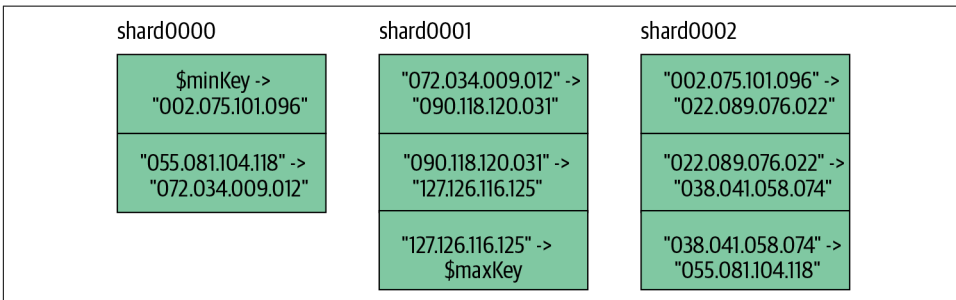 shard0000
$minKey ->
"002.075.101.096"
"055.081.104.118" ->
"072.034.009.012"
shard0001
"072.034.009.012" ->
"090.118.120.031"
"090.118.120.031" ->
"127.126.116.125"
"127.126.116.125" ->
$maxKey
shard0002
"002.075.101.096" ->
"022.089.076.022"
"022.089.076.022" ->
"038.041.058.074"
"038.041.058.074" ->
"055.081.104.118"